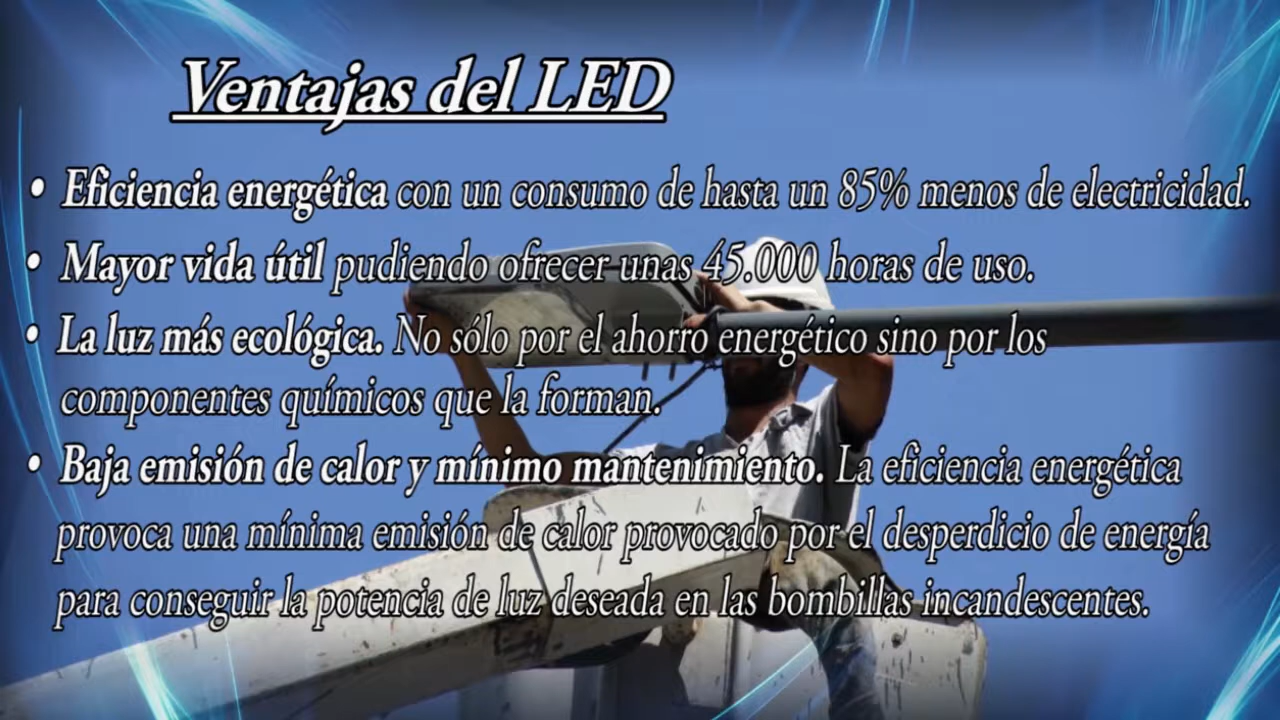 Ventajas del LED
• Eficiencia energética con un consumo de hasta un 85% menos de electricidad.
• Mayor vida útil pudiendo ofrecer unas 45.000 horas de uso.
• La luz más ecológica. No sólo por el ahorro energético sino por los
componentes químicos que la forman.
• Baja emisión de calor y mínimo mantenimiento. La eficiencia energética
provoca una mínima emisión de calor provocado por el desperdicio de energía
para conseguir la potencia de luz deseada en las bombillas incandescentes.